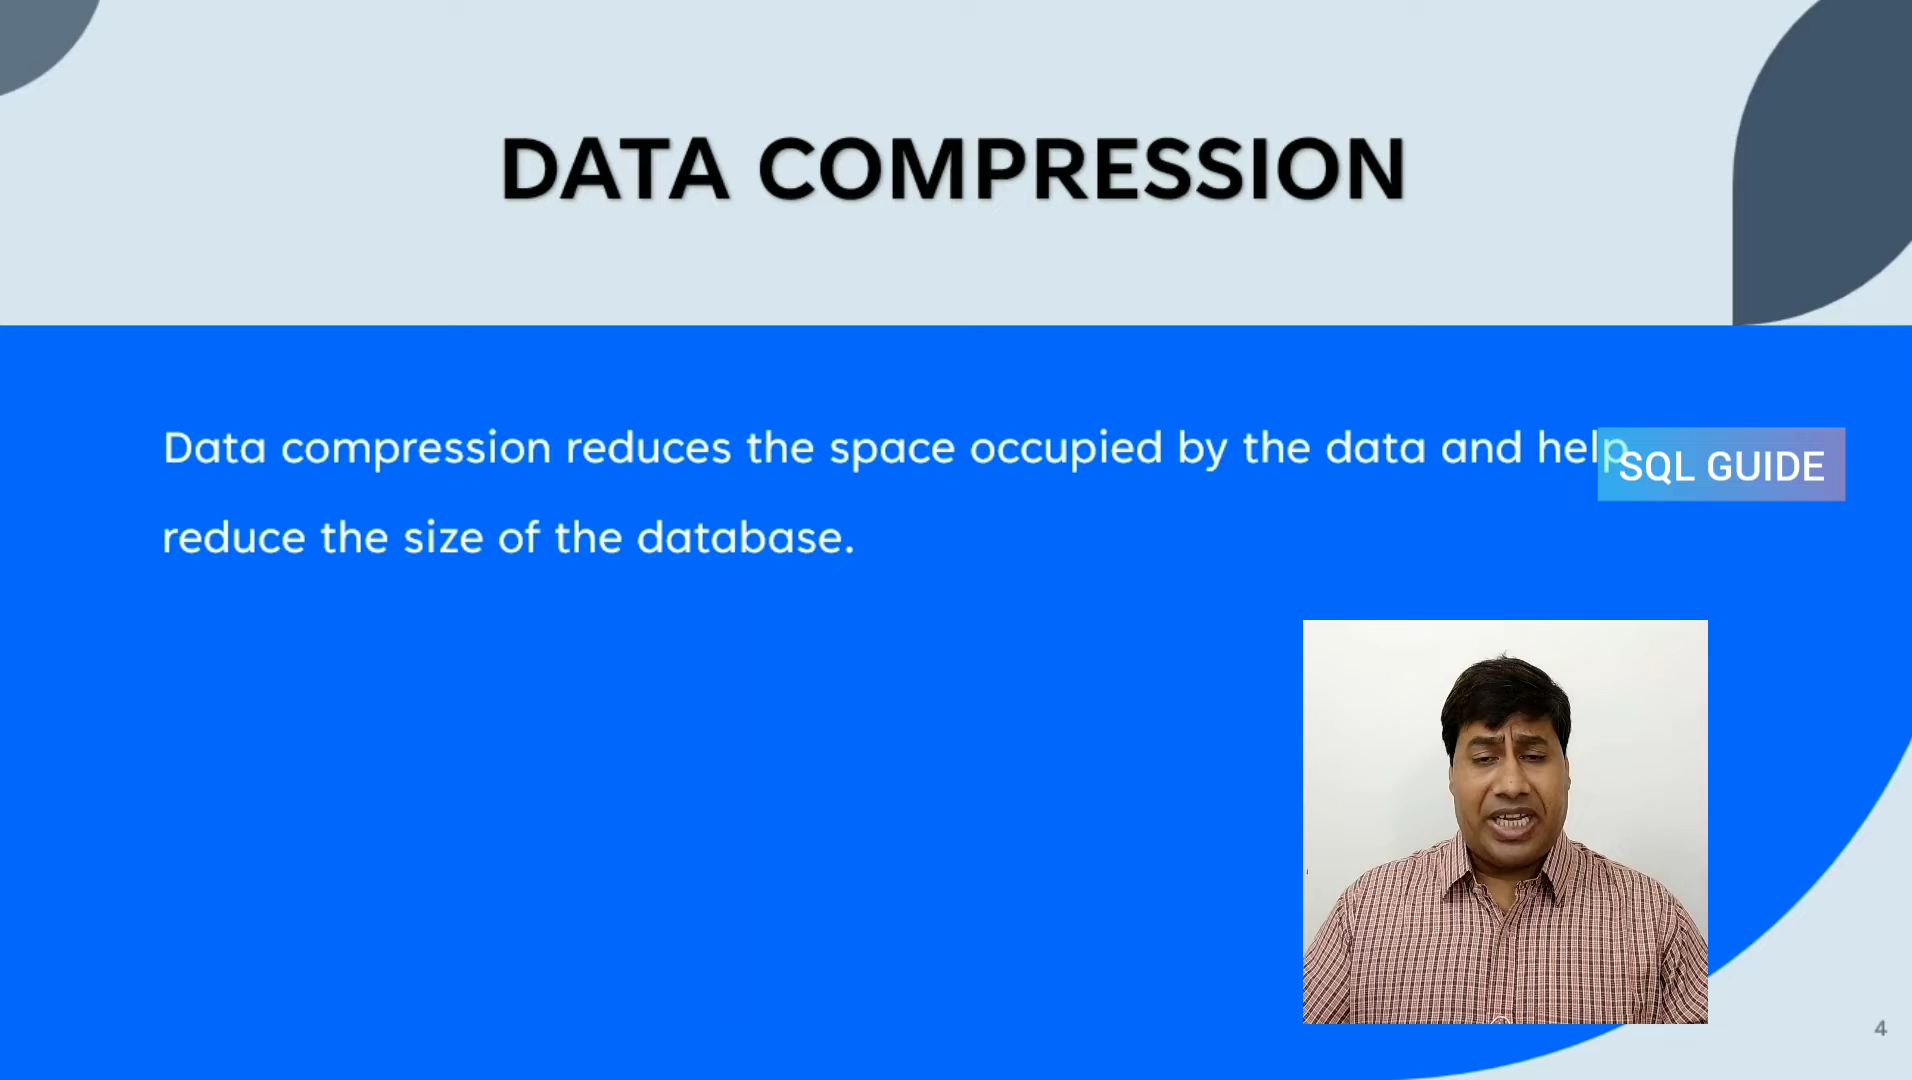 DATA COMPRESSION
Data compression reduces the space occupied by the data and help
SQL GUIDE
reduce the size of the database.
4